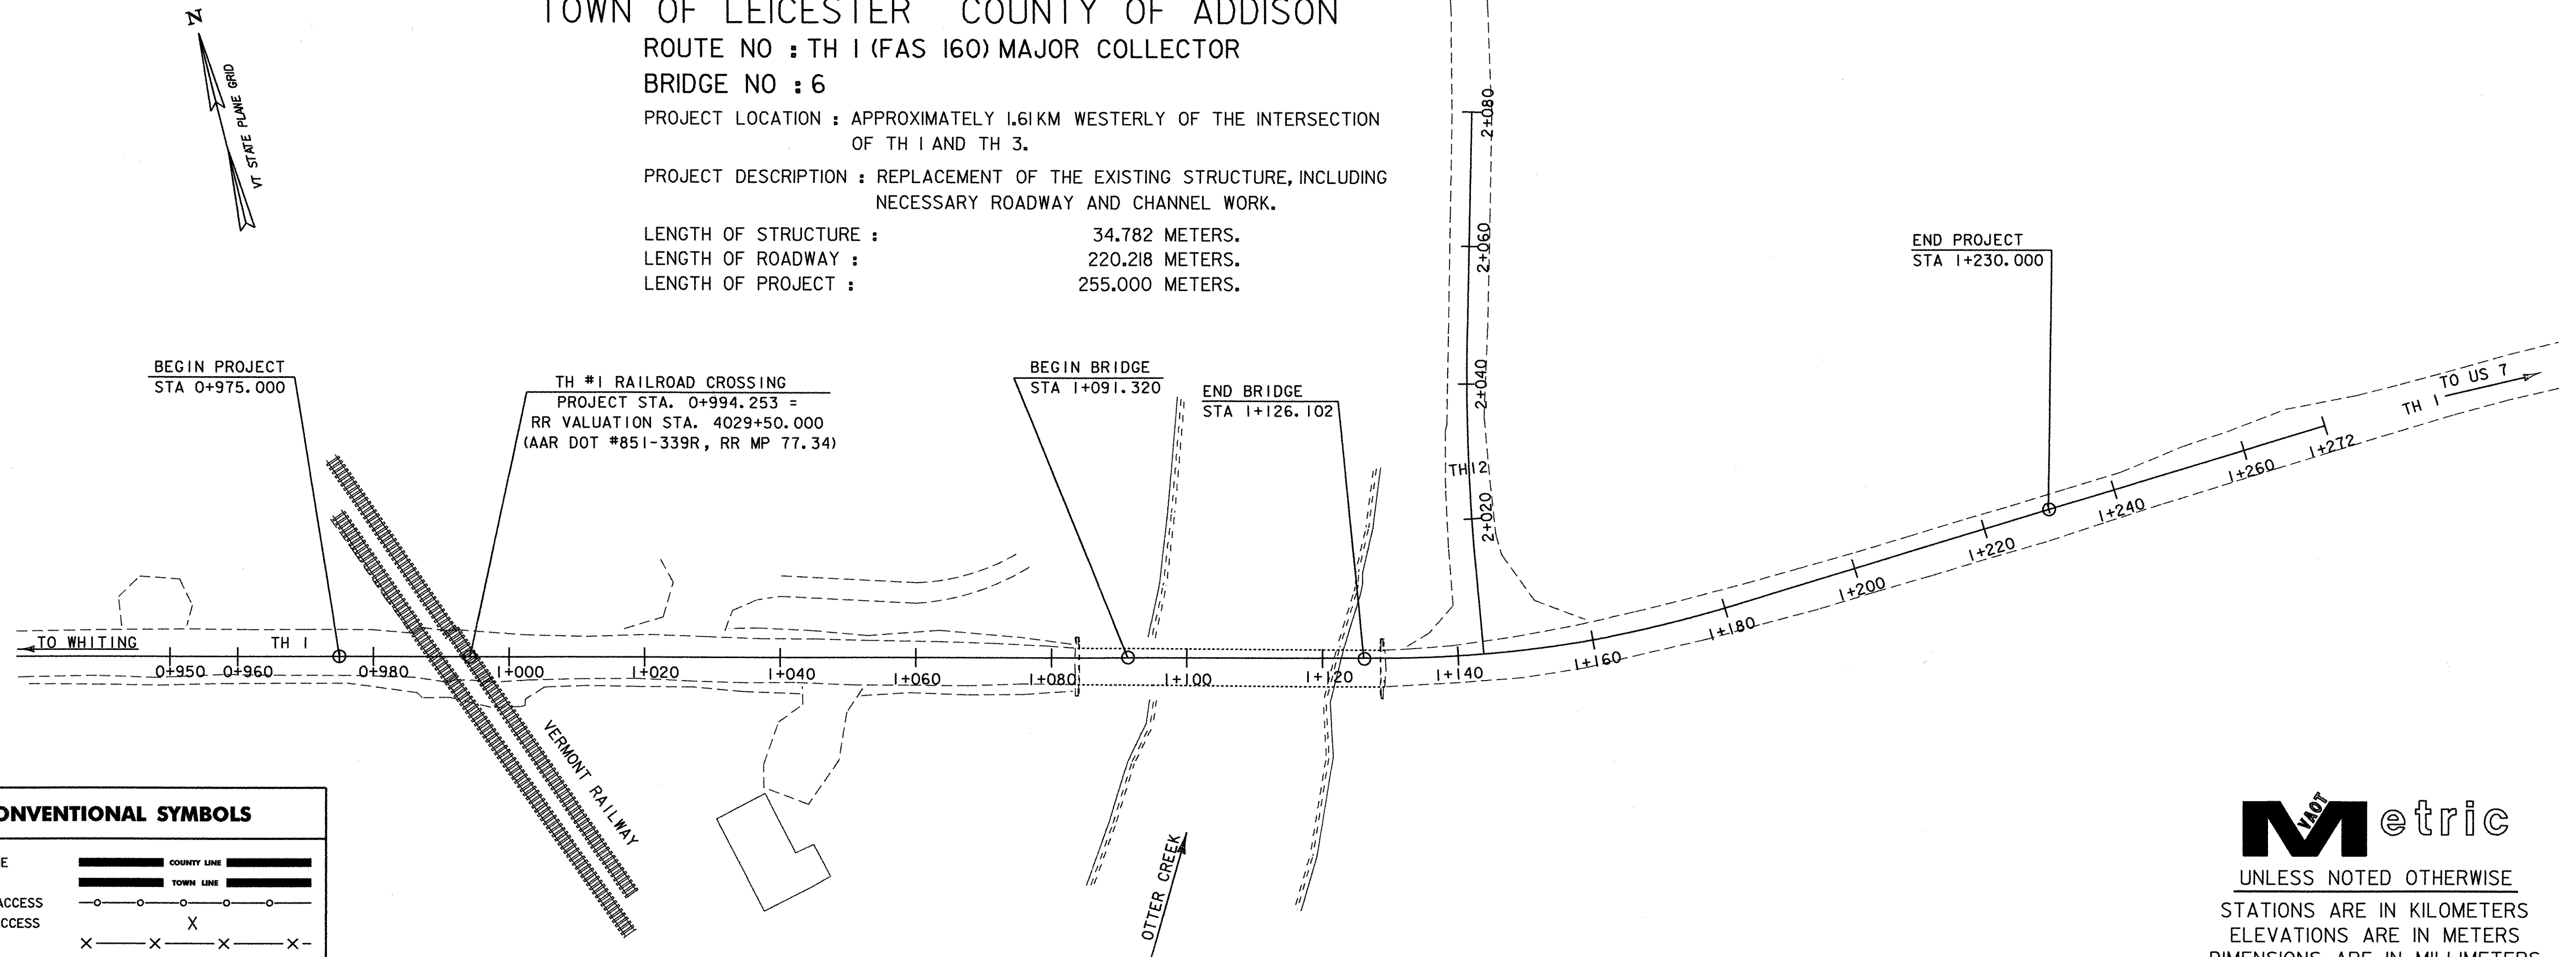 TOWN OF LEICESTER COUNTY OF ADDISON
ROUTE NO : TH 1 (FAS 160) MAJOR COLLECTOR
BRIDGE NO : 6
PROJECT LOCATION : APPROXIMATELY 1.61 KM WESTERLY OF THE INTERSECTION
OF TH 1 AND TH 3.
PROJECT DESCRIPTION : REPLACEMENT OF THE EXISTING STRUCTURE, INCLUDING
NECESSARY ROADWAY AND CHANNEL WORK.
LENGTH OF STRUCTURE : 34.782 METERS.
LENGTH OF ROADWAY : 220.218 METERS.
LENGTH OF PROJECT : 255.000 METERS.
N
VT STATE PLANE GRID
BEGIN PROJECT
STA 0+975.000
TH #1 RAILROAD CROSSING
PROJECT STA. 0+994.253 =
RR VALUATION STA. 4029+50.000
(AAR DOT #851-339R, RR MP 77.34)
BEGIN BRIDGE
STA 1+091.320
END BRIDGE
STA 1+126.102
END PROJECT
STA 1+230.000
2+080
2+060
2+040
2+020
TH 12
TO US 7
TH 1
TO WHITING
TH 1
0+950 0+960 0+980 1+000 1+020 1+040 1+060 1+080 1+100 1+120 1+140 1+160 1+180 1+200 1+220 1+240 1+260 1+272
VERMONT RAILWAY
OTTER CREEK
ONVENTIONAL SYMBOLS
E
COUNTY LINE
TOWN LINE
ACCESS
CCESS
X
X X X X
VAOT
Metric
UNLESS NOTED OTHERWISE
STATIONS ARE IN KILOMETERS
ELEVATIONS ARE IN METERS
DIMENSIONS ARE IN MILLIMETERS